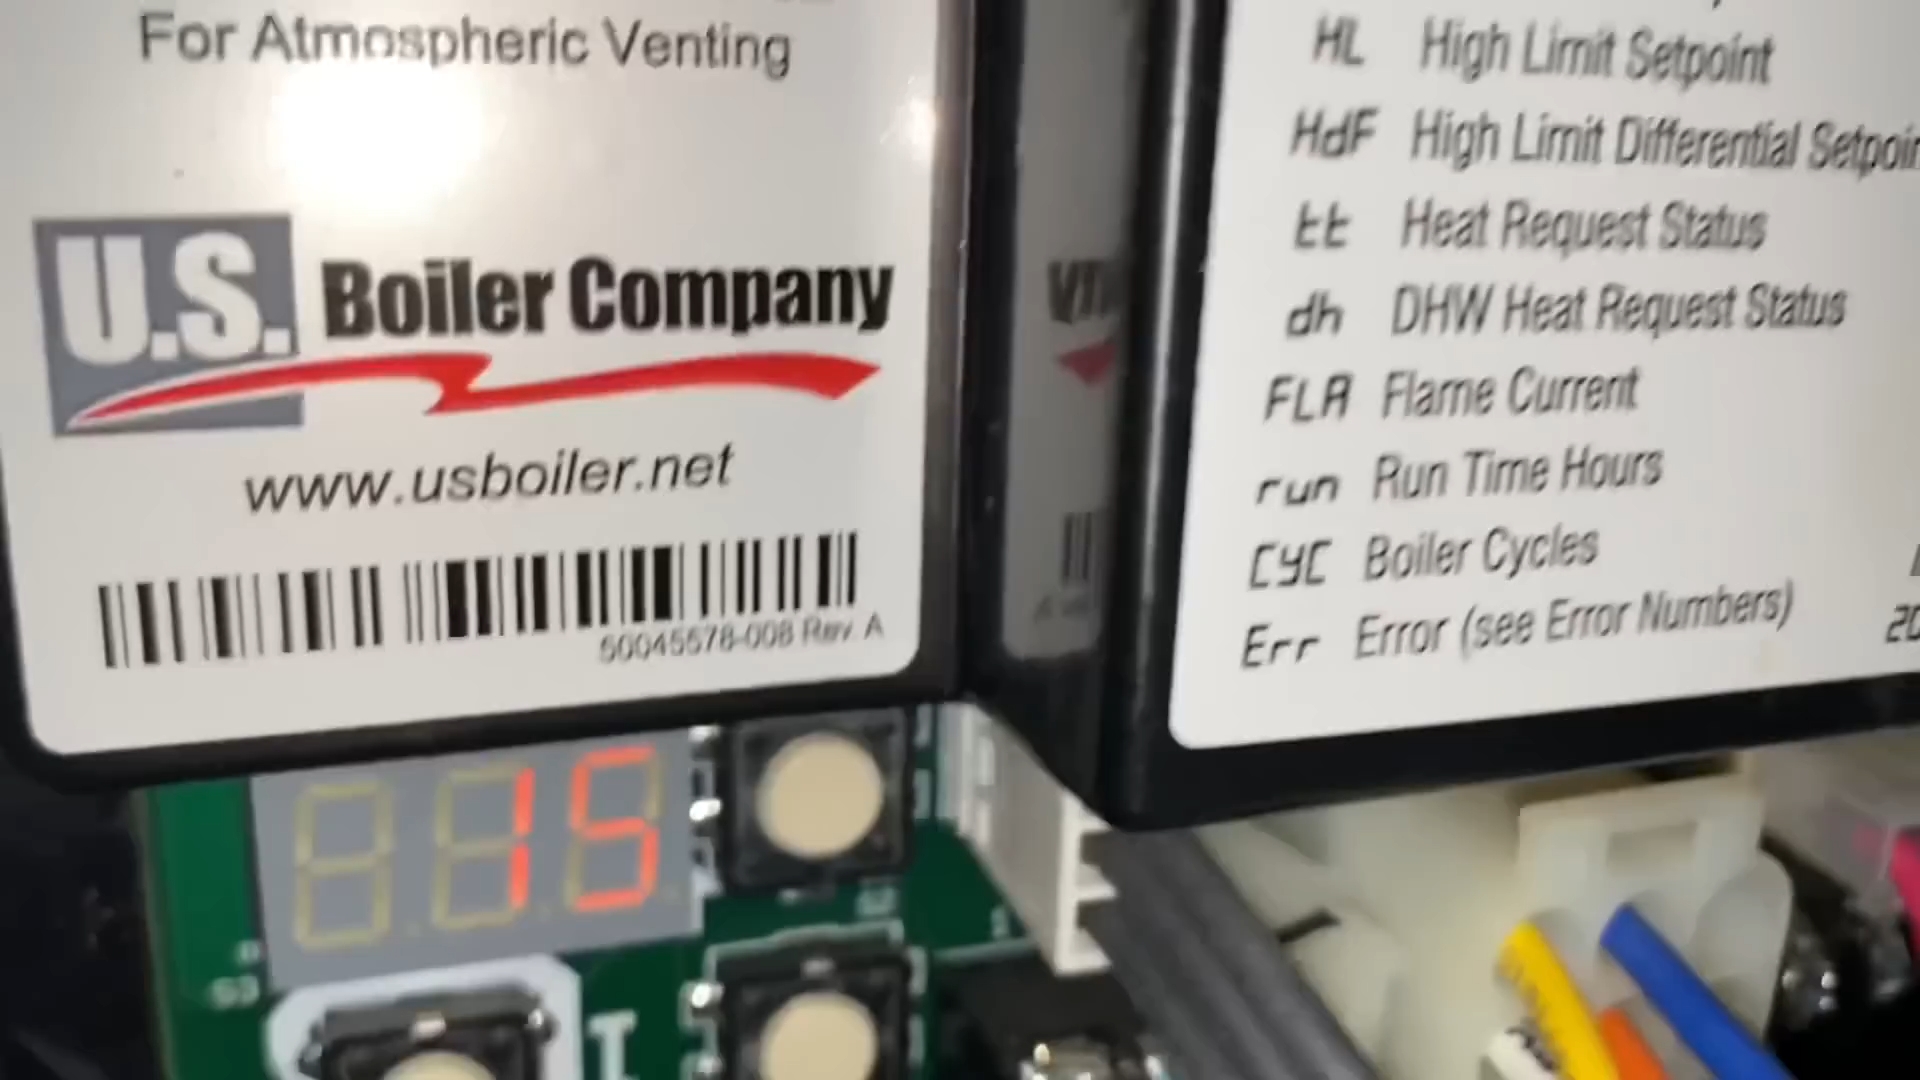 For Atmospheric Venting
U.S. Boiler Company
www.usboiler.net
50045578-008 Rev. A
HL High Limit Setpoint
HdF High Limit Differential
tt Heat Request Status
dh DHW Heat Request Status
FLA Flame Current
run Run Time Hours
CYC Boiler Cycles
Err Error (see Error Numbers)
15